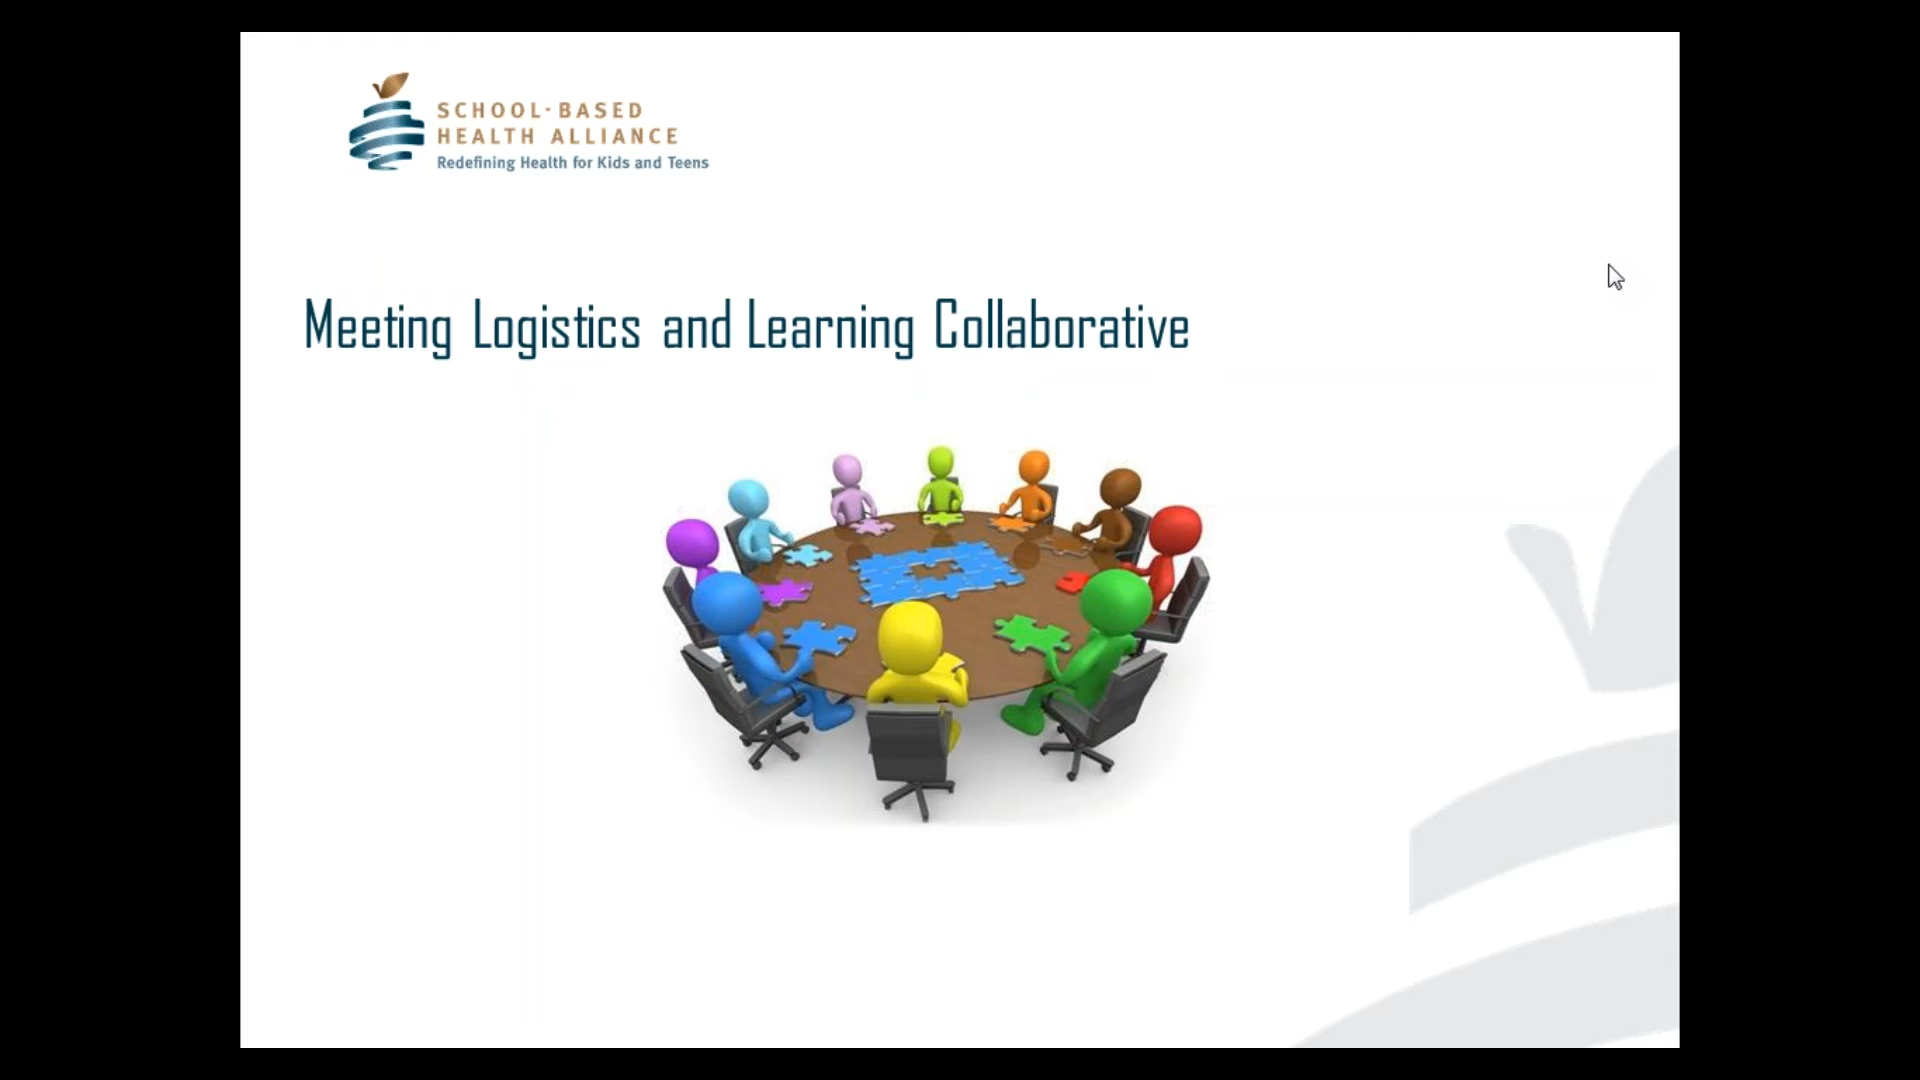 SCHOOL-BASED
HEALTH ALLIANCE
Redefining Health for Kids and Teens
Meeting Logistics and Learning Collaborative